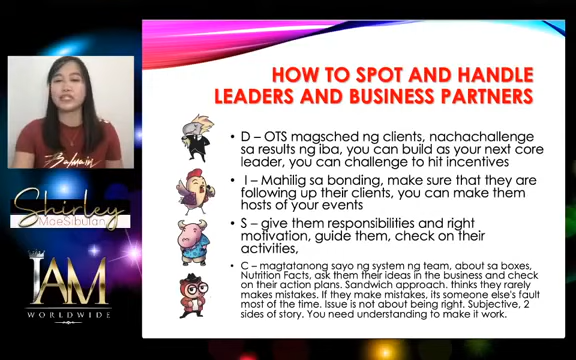 HOW TO SPOT AND HANDLE
LEADERS AND BUSINESS PARTNERS
• D – OTS magsched ng clients, nachachallenge
sa results ng iba, you can build as your next core
leader, you can challenge to hit incentives
• I – Mahilig sa bonding, make sure that they are
following up their clients, you can make them
hosts of your events
• S – give them responsibilities and right
motivation, guide them, check on their
activities,
• C – magtatanong sayo ng system ng team, about sa boxes,
Nutrition Facts, ask them their ideas in the business and check
on their action plans. Sandwich approach. thinks they rarely
makes mistakes. If they make mistakes, its someone else's fault
most of the time. Issue is not about being right. Subjective, 2
sides of story. You need understanding to make it work.
Balmain
Shirley
MaeSibulan
IAM
WORLDWIDE